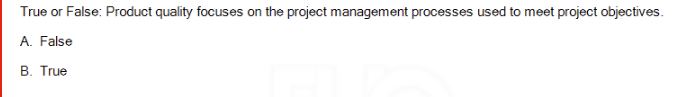 True or False: Product quality focuses on the project management processes used to meet project objectives.
A. False
B. True